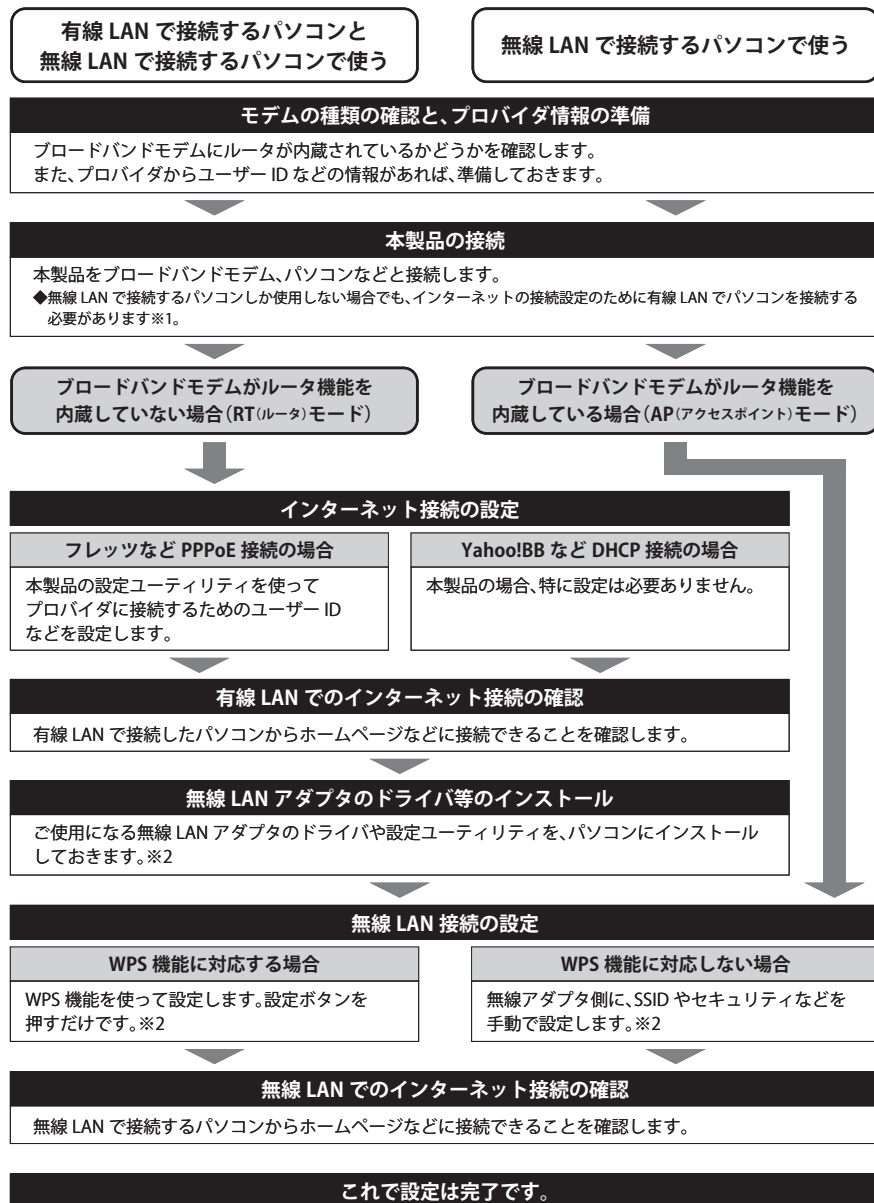 有線 LAN で接続するパソコンと
無線 LAN で接続するパソコンで使う
無線 LAN で接続するパソコンで使う
モデムの種類の確認と、プロバイダ情報の準備
ブロードバンドモデムにルータが内蔵されているかどうかを確認します。
また、プロバイダからユーザー ID などの情報があれば、準備しておきます。
本製品の接続
本製品をブロードバンドモデム、パソコンなどと接続します。
◆無線 LAN で接続するパソコンしか使用しない場合でも、インターネットの接続設定のために有線 LAN でパソコンを接続する
必要があります※1。
ブロードバンドモデムがルータ機能を
内蔵していない場合（RT（ルータ）モード）
ブロードバンドモデムがルータ機能を
内蔵している場合（AP（アクセスポイント）モード）
インターネット接続の設定
フレッツなど PPPoE 接続の場合
本製品の設定ユーティリティを使って
プロバイダに接続するためのユーザー ID
などを設定します。
Yahoo!BB など DHCP 接続の場合
本製品の場合、特に設定は必要ありません。
有線 LAN でのインターネット接続の確認
有線 LAN で接続したパソコンからホームページなどに接続できることを確認します。
無線 LAN アダプタのドライバ等のインストール
ご使用になる無線 LAN アダプタのドライバや設定ユーティリティを、パソコンにインストール
しておきます。※2
無線 LAN 接続の設定
WPS 機能に対応する場合
WPS 機能を使って設定します。設定ボタンを
押すだけです。※2
WPS 機能に対応しない場合
無線アダプタ側に、SSID やセキュリティなどを
手動で設定します。※2
無線 LAN でのインターネット接続の確認
無線 LAN で接続するパソコンからホームページなどに接続できることを確認します。
これで設定は完了です。